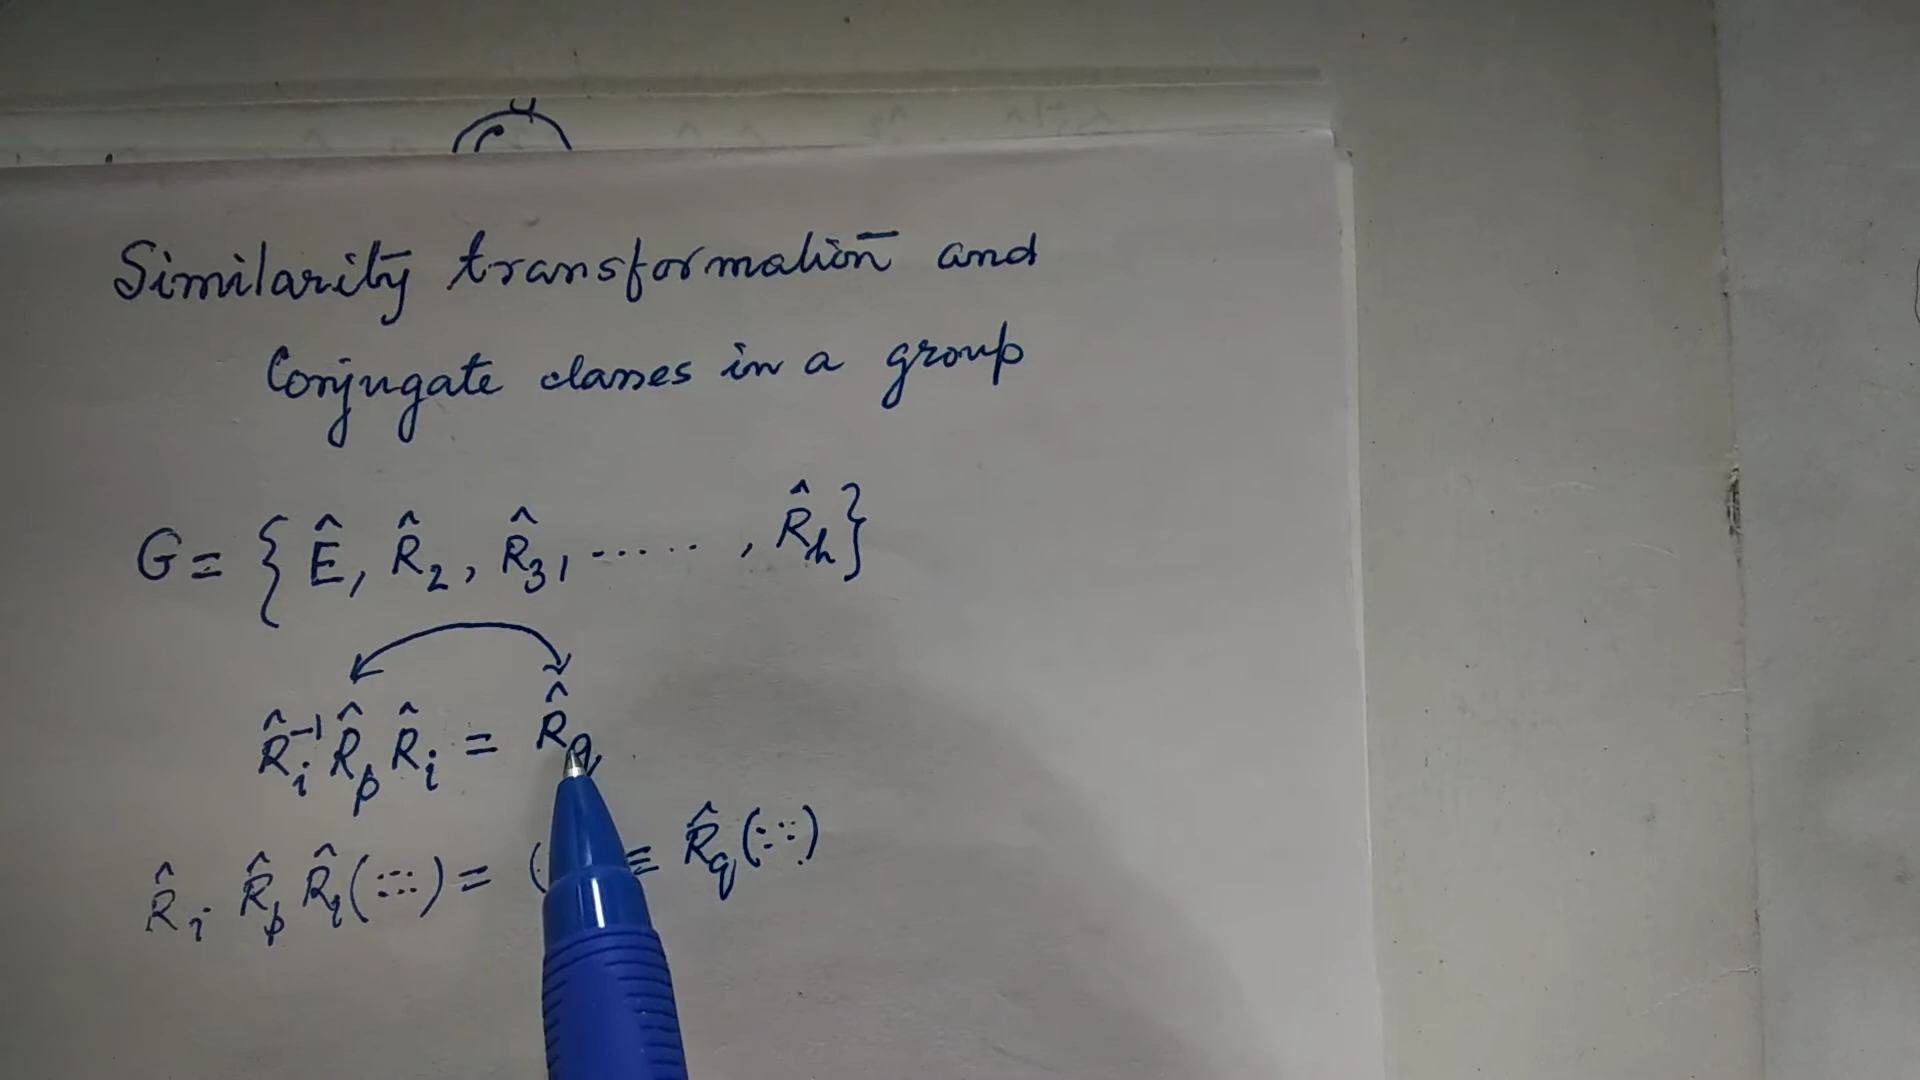 Similarity transformation and
Conjugate classes in a group
G = { Ê, R̂₂, R̂₃, ...... , R̂ₕ}
R̂ᵢ⁻¹ R̂ₚ R̂ᵢ = R̂q
R̂ᵢ R̂ₚ R̂ᵢ (:::) = ( ≡ R̂q (:::)